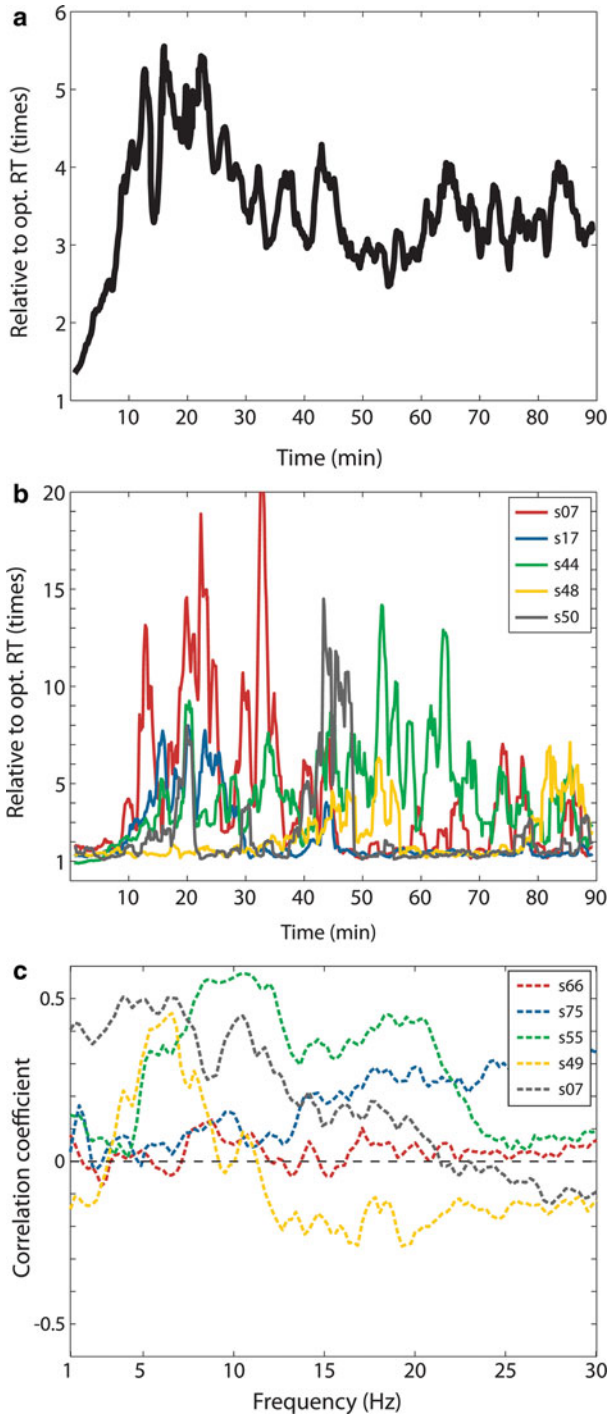 a
6
5
4
3
2
1
Relative to opt. RT (times)
10 20 30 40 50 60 70 80 90
Time (min)
b
20
15
10
5
1
Relative to opt. RT (times)
s07
s17
s44
s48
s50
10 20 30 40 50 60 70 80 90
Time (min)
c
0.5
0
-0.5
Correlation coefficient
s66
s75
s55
s49
s07
1 5 10 15 20 25 30
Frequency (Hz)